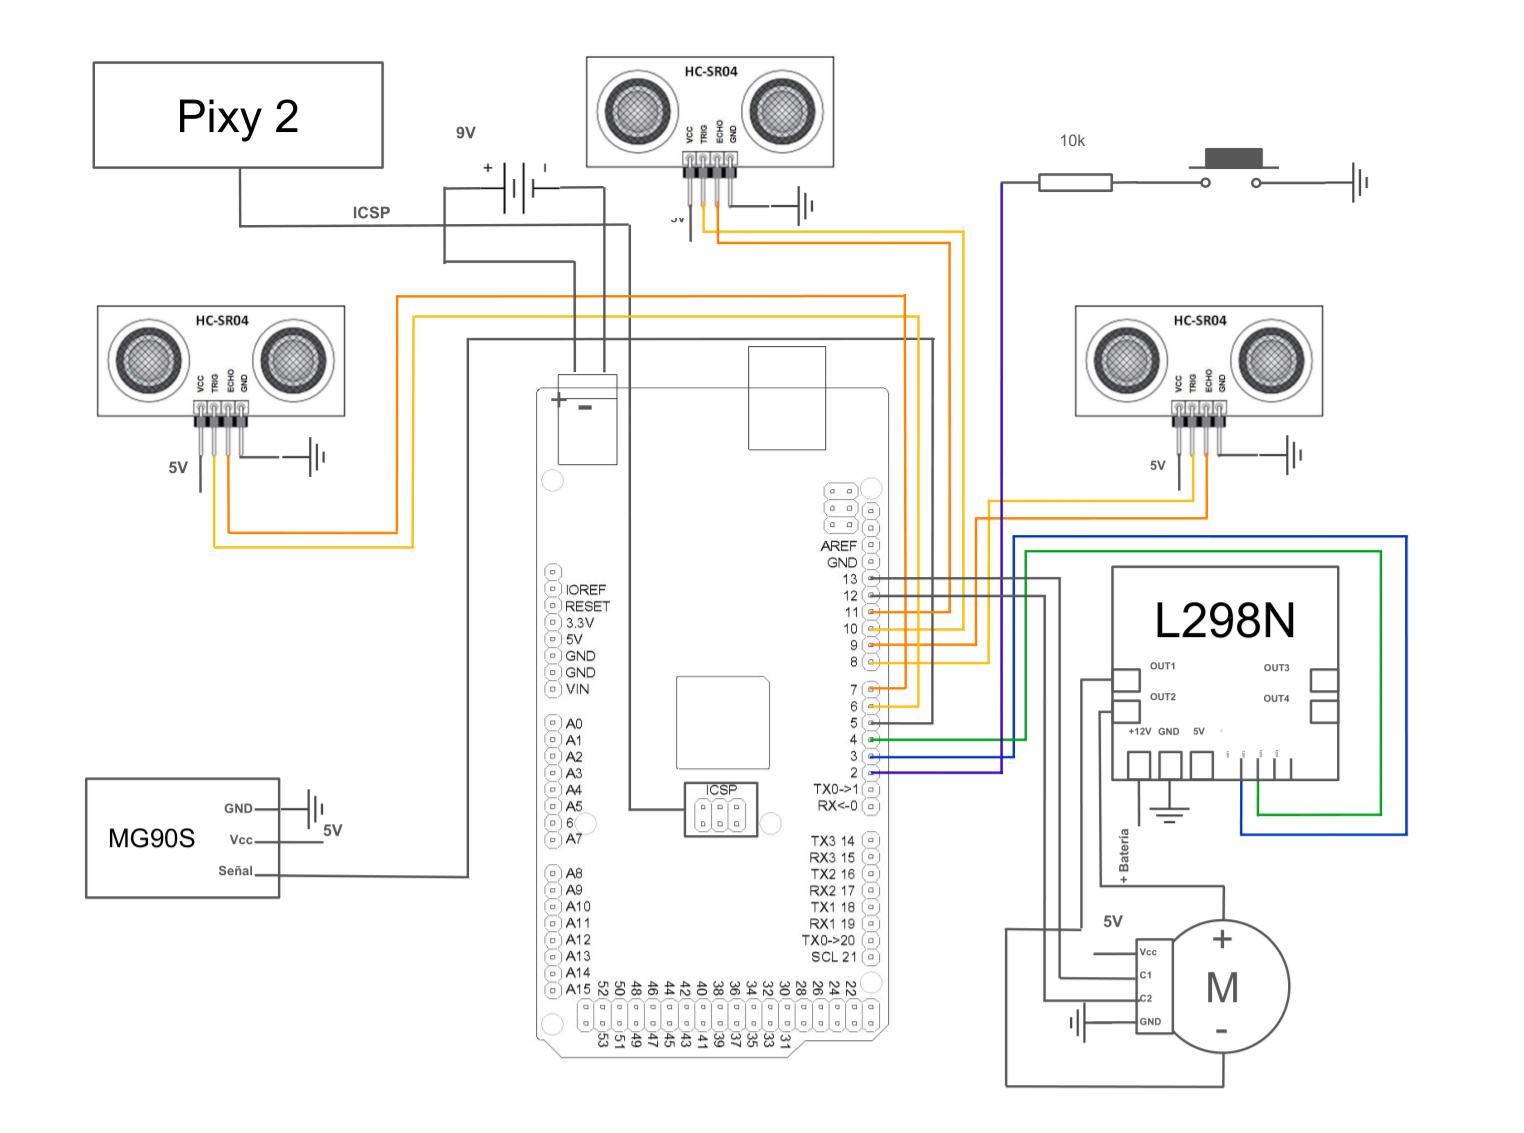 Pixy 2
ICSP
9V
+
-
HC-SR04
VCC
TRIG
ECHO
GND
10k
HC-SR04
VCC
TRIG
ECHO
GND
5V
HC-SR04
VCC
TRIG
ECHO
GND
5V
+
-
AREF
GND
13
12
11
10
9
8
7
6
5
4
3
2
TX0->1
RX<-0
TX3 14
RX3 15
TX2 16
RX2 17
TX1 18
RX1 19
TX0->20
SCL 21
IOREF
RESET
3.3V
5V
GND
GND
VIN
A0
A1
A2
A3
A4
A5
6
A7
A8
A9
A10
A11
A12
A13
A14
A15
ICSP
52 50 48 46 44 42 40 38 36 34 32 30 28 26 24 22
53 51 49 47 45 43 41 39 37 35 33 31
MG90S
GND
Vcc
Señal
5V
L298N
OUT1
OUT2
OUT3
OUT4
+12V GND 5V
+ Batería
5V
Vcc
C1
C2
GND
+
M
-